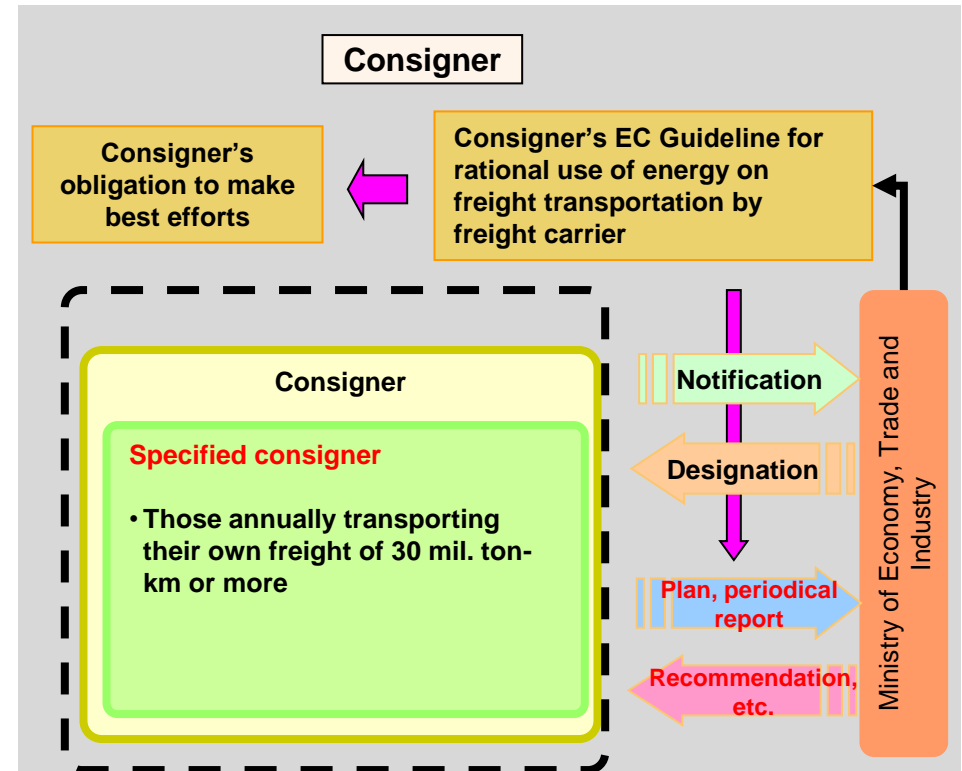 Consigner
Consigner's
obligation to make
best efforts
Consigner's EC Guideline for
rational use of energy on
freight transportation by
freight carrier
Consigner
Specified consigner
• Those annually transporting
their own freight of 30 mil. ton-
km or more
Notification
Designation
Plan, periodical
report
Recommendation,
etc.
Ministry of Economy, Trade and
Industry